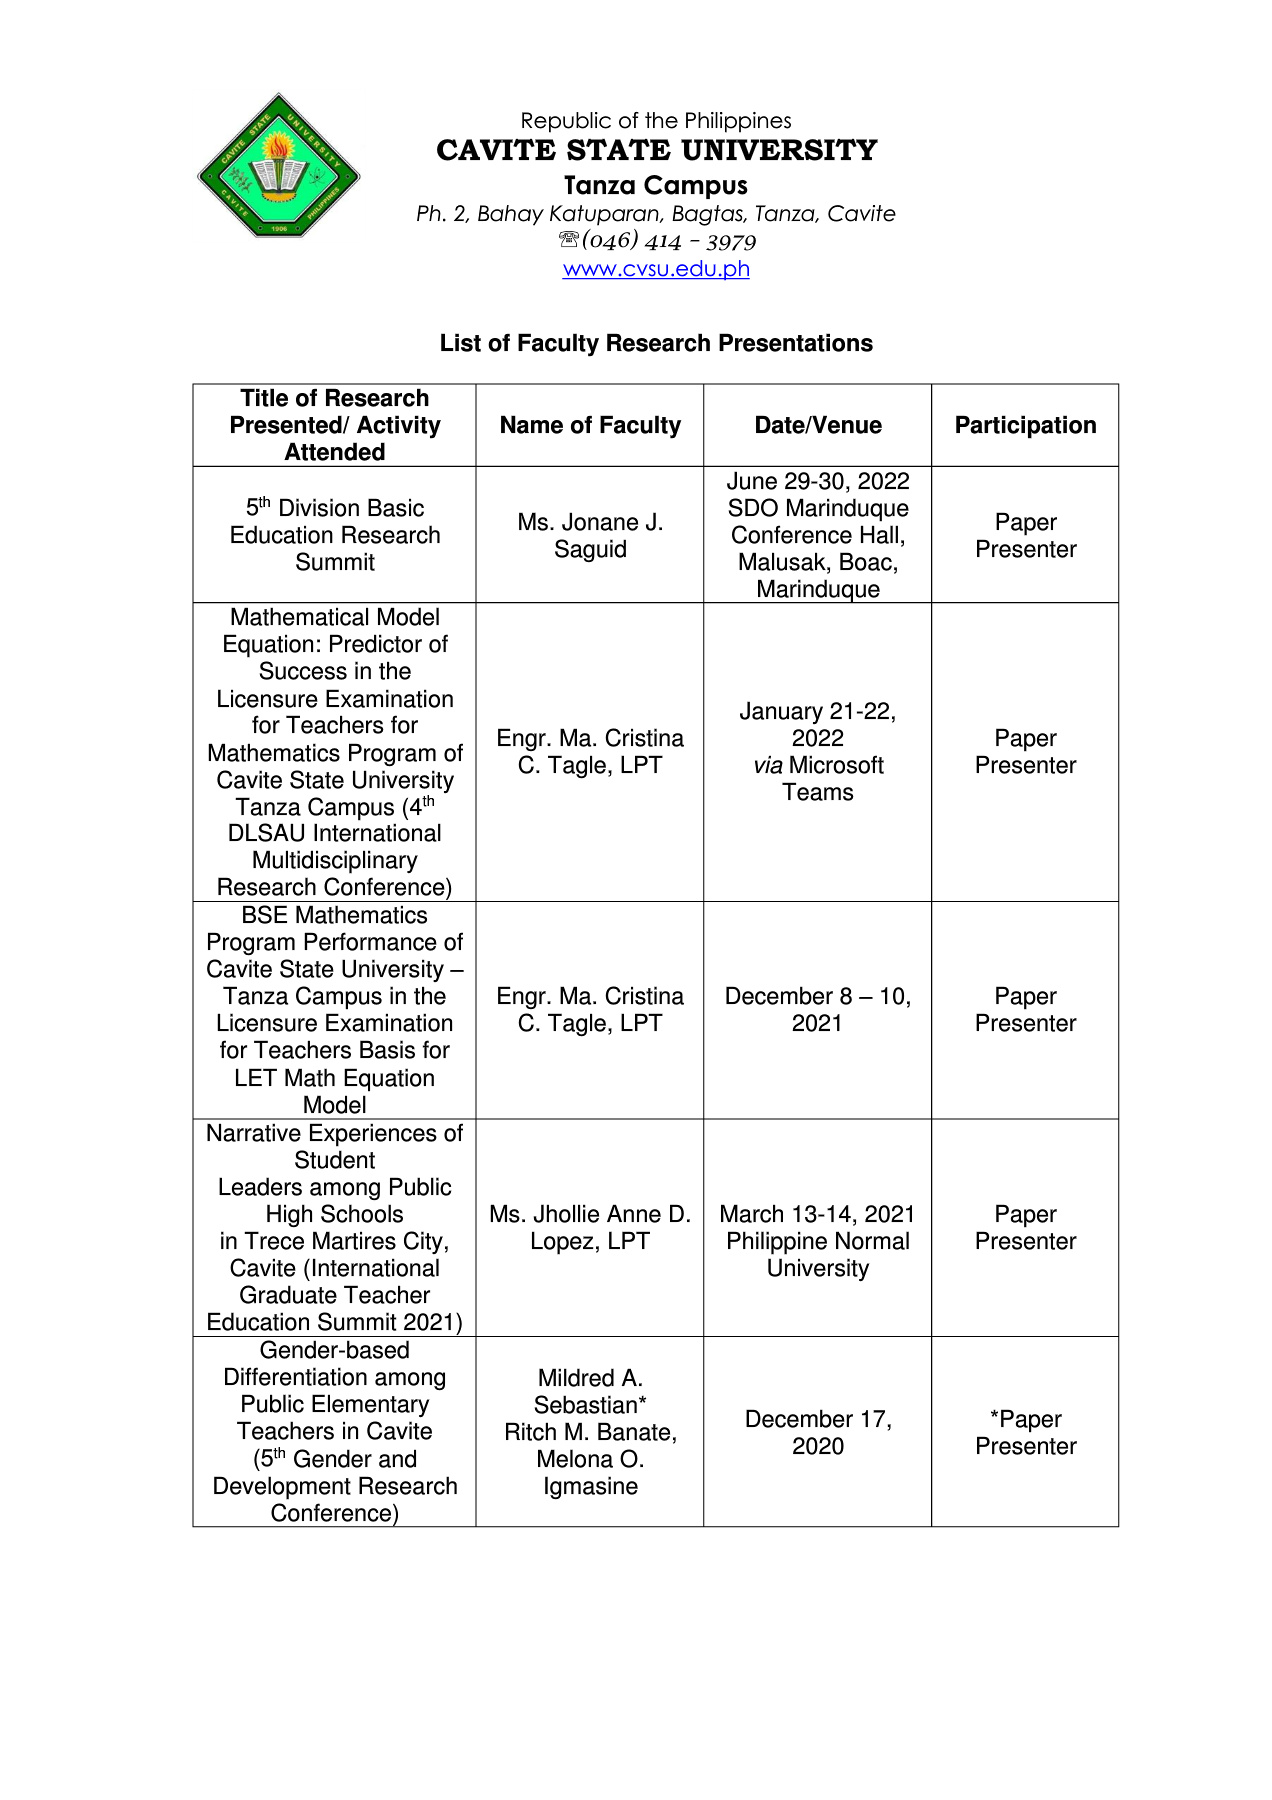 CAVITE STATE UNIVERSITY
CAVITE
PHILIPPINES
1906
Republic of the Philippines
CAVITE STATE UNIVERSITY
Tanza Campus
Ph. 2, Bahay Katuparan, Bagtas, Tanza, Cavite
☏(046) 414 – 3979
www.cvsu.edu.ph
List of Faculty Research Presentations
Title of Research
Presented/ Activity
Attended
Name of Faculty
Date/Venue
Participation
5th Division Basic
Education Research
Summit
Ms. Jonane J.
Saguid
June 29-30, 2022
SDO Marinduque
Conference Hall,
Malusak, Boac,
Marinduque
Paper
Presenter
Mathematical Model
Equation: Predictor of
Success in the
Licensure Examination
for Teachers for
Mathematics Program of
Cavite State University
Tanza Campus (4th
DLSAU International
Multidisciplinary
Research Conference)
Engr. Ma. Cristina
C. Tagle, LPT
January 21-22,
2022
via Microsoft
Teams
Paper
Presenter
BSE Mathematics
Program Performance of
Cavite State University –
Tanza Campus in the
Licensure Examination
for Teachers Basis for
LET Math Equation
Model
Engr. Ma. Cristina
C. Tagle, LPT
December 8 – 10,
2021
Paper
Presenter
Narrative Experiences of
Student
Leaders among Public
High Schools
in Trece Martires City,
Cavite (International
Graduate Teacher
Education Summit 2021)
Ms. Jhollie Anne D.
Lopez, LPT
March 13-14, 2021
Philippine Normal
University
Paper
Presenter
Gender-based
Differentiation among
Public Elementary
Teachers in Cavite
(5th Gender and
Development Research
Conference)
Mildred A.
Sebastian*
Ritch M. Banate,
Melona O.
Igmasine
December 17,
2020
*Paper
Presenter